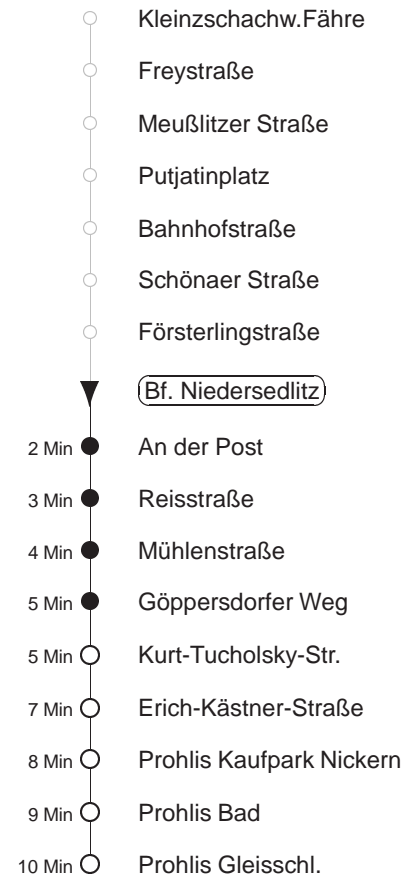 Kleinzschachw.Fähre
Freystraße
Meußlitzer Straße
Putjatinplatz
Bahnhofstraße
Schönaer Straße
Försterlingstraße
Bf. Niedersedlitz
2 Min An der Post
3 Min Reisstraße
4 Min Mühlenstraße
5 Min Göppersdorfer Weg
5 Min Kurt-Tucholsky-Str.
7 Min Erich-Kästner-Straße
8 Min Prohlis Kaufpark Nickern
9 Min Prohlis Bad
10 Min Prohlis Gleisschl.